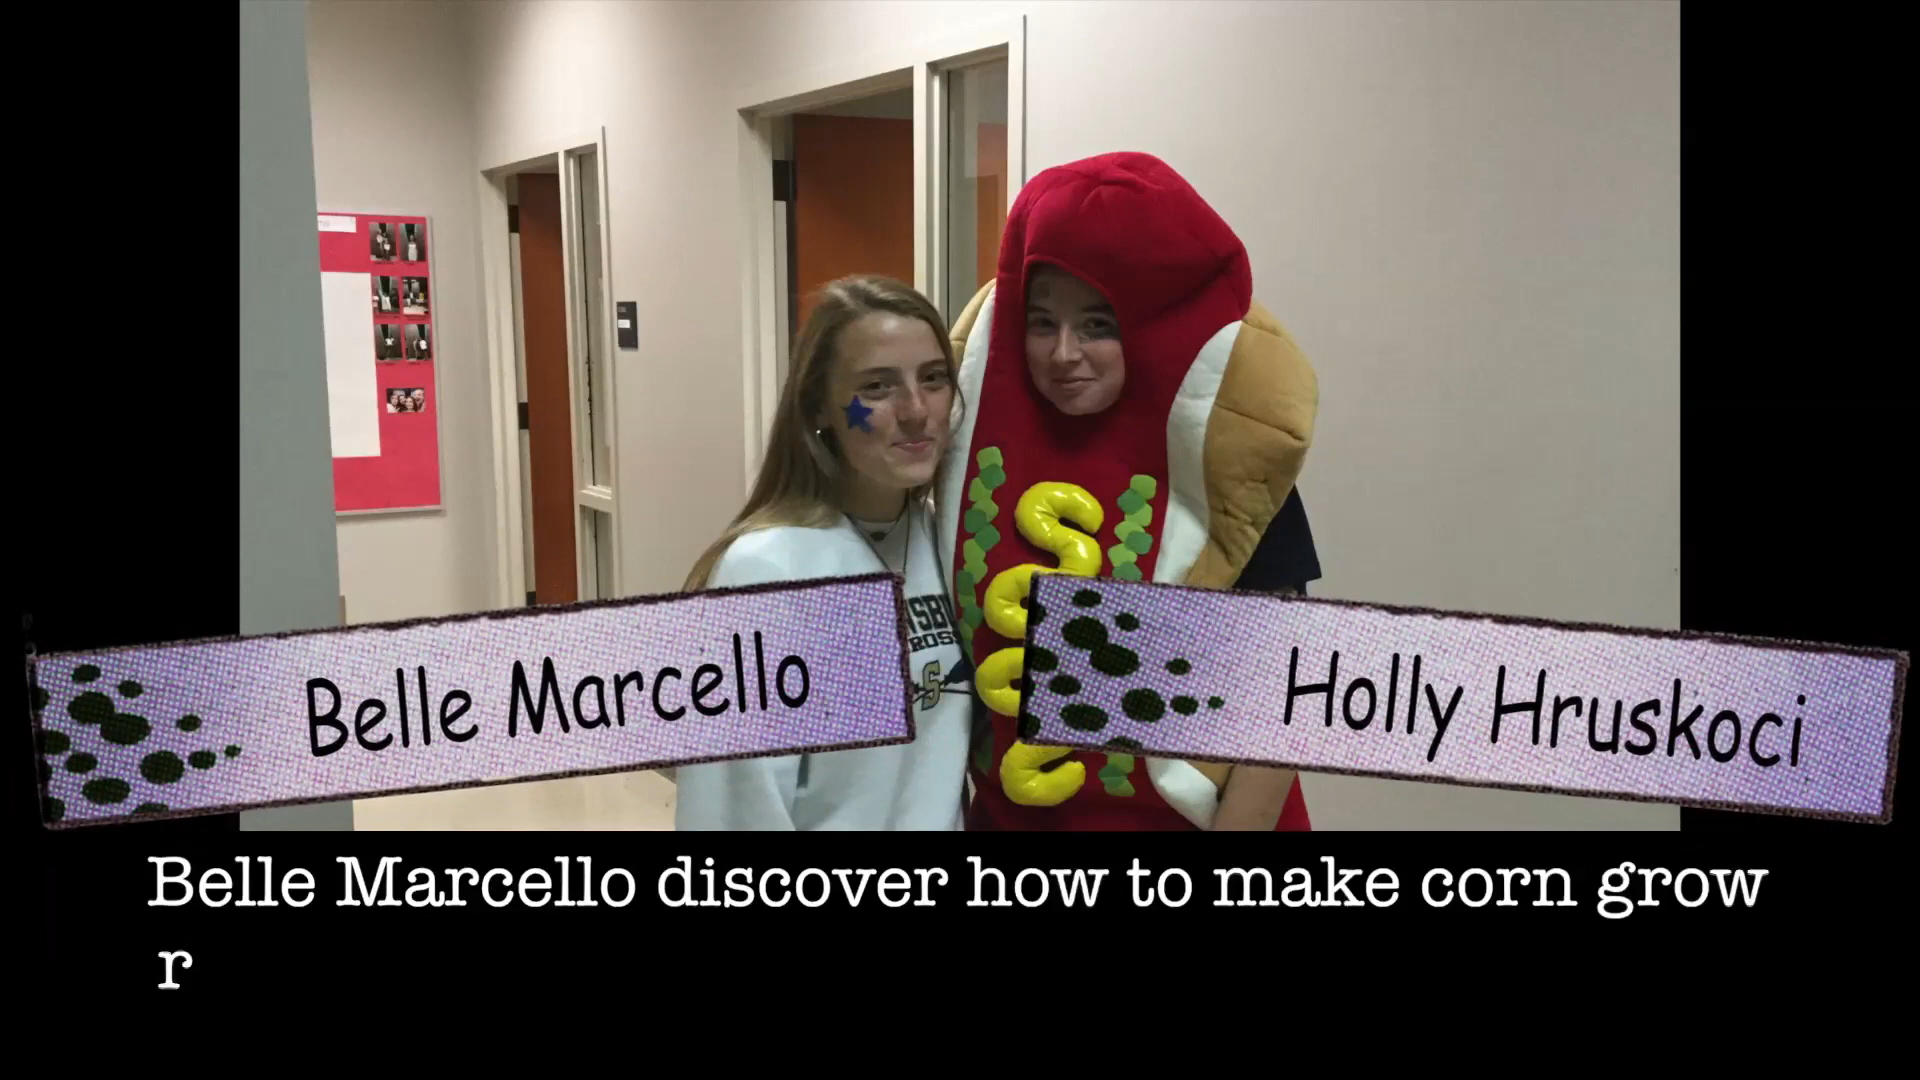 Belle Marcello
Holly Hruskoci
Belle Marcello discover how to make corn grow
r